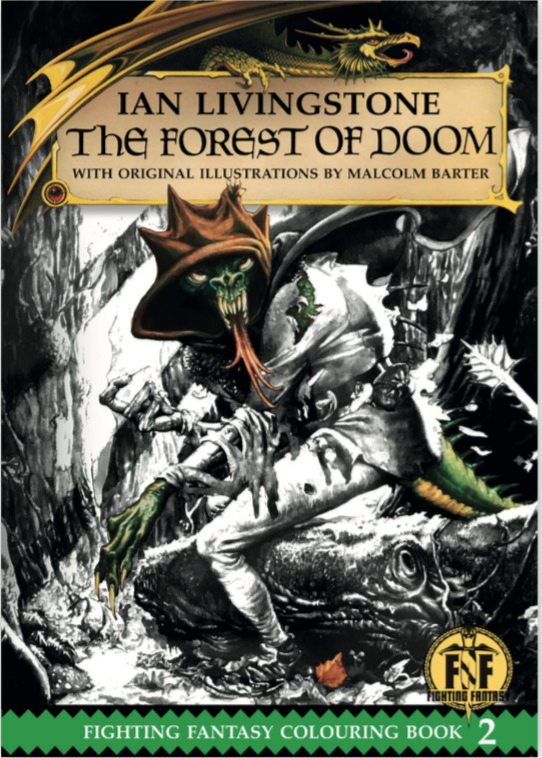 IAN LIVINGSTONE
THE FOREST OF DOOM
WITH ORIGINAL ILLUSTRATIONS BY MALCOLM BARTER
FF
FIGHTING FANTASY
FIGHTING FANTASY COLOURING BOOK 2